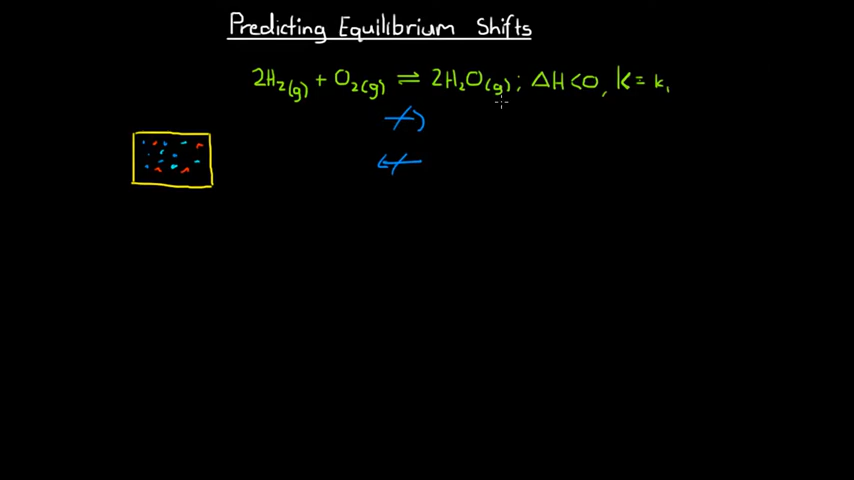 Predicting Equilibrium Shifts
2H₂(g) + O₂(g) ⇌ 2H₂O(g); ΔH<0, K = k₁